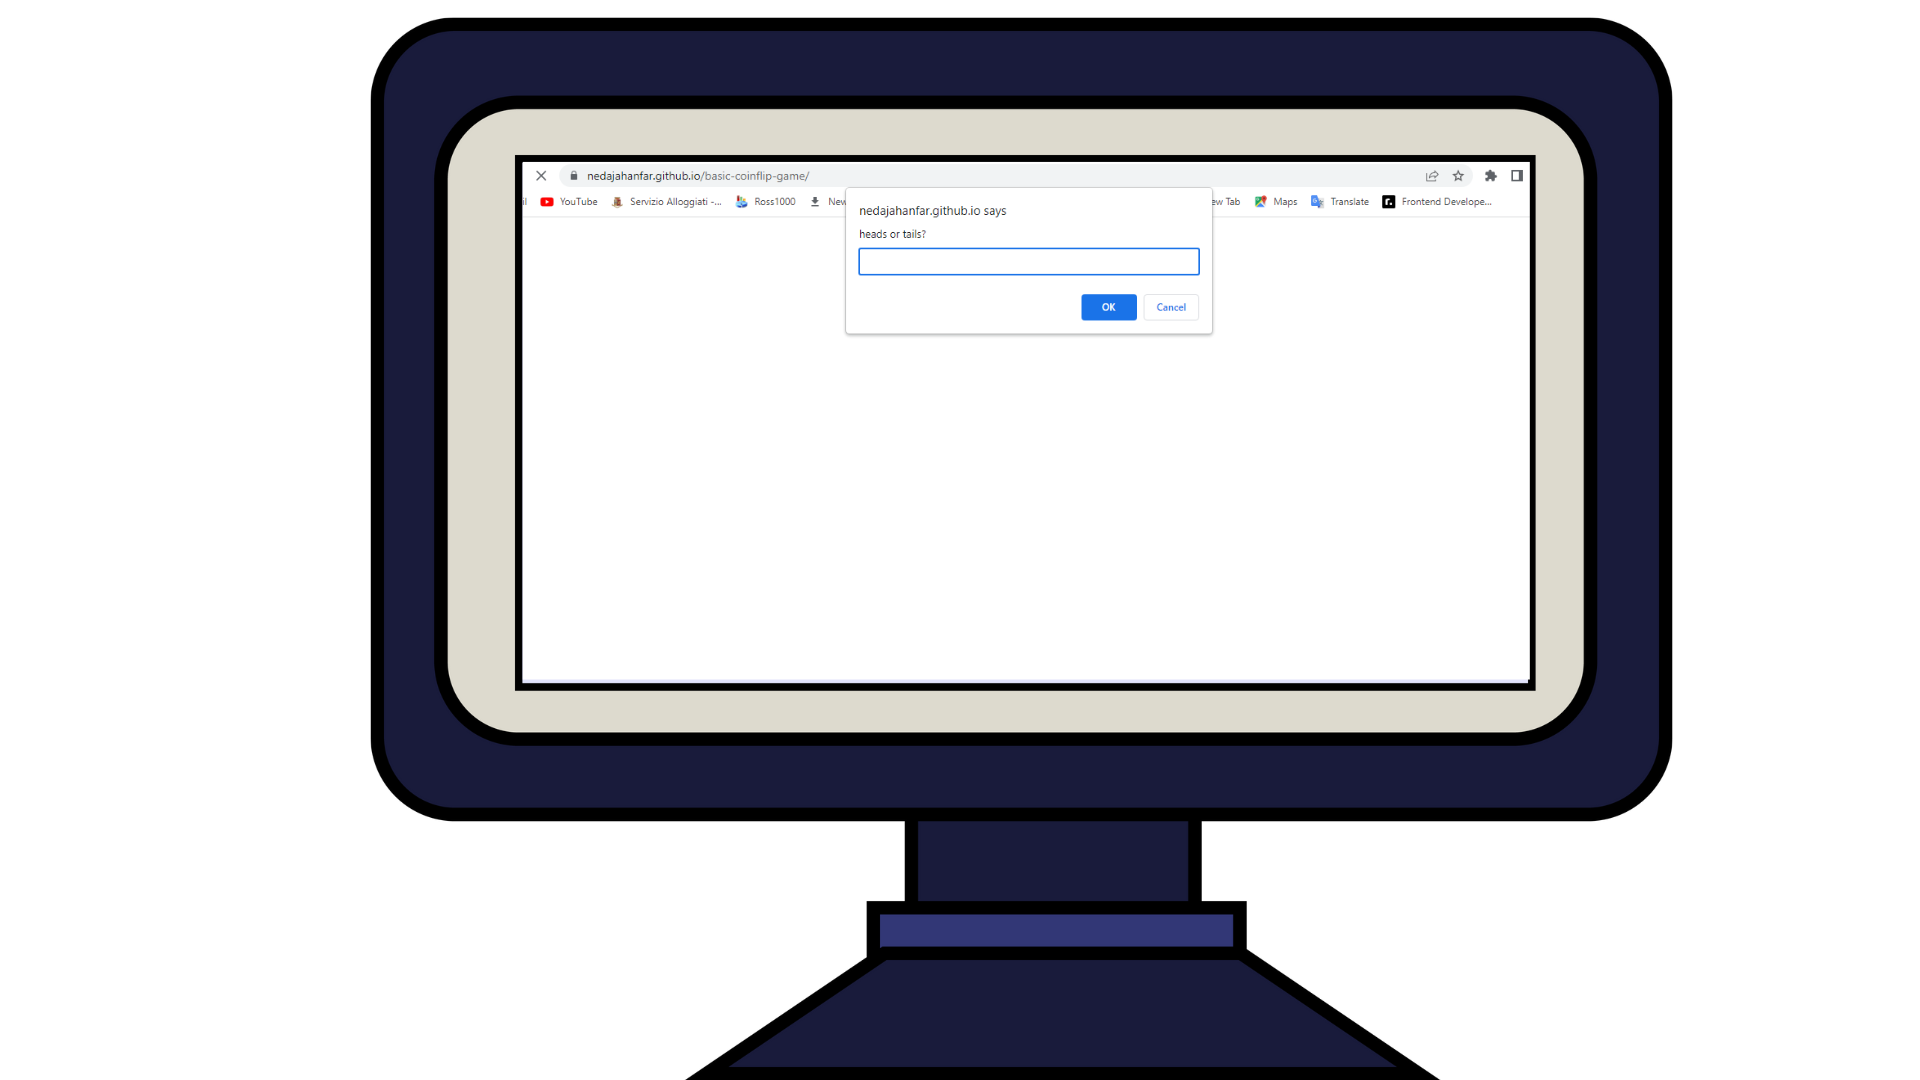 nedajahanfar.github.io/basic-coinflip-game/
YouTube Servizio Alloggiati -... Ross1000 New Tab Maps Translate Frontend Develope...
nedajahanfar.github.io says
heads or tails?
OK Cancel